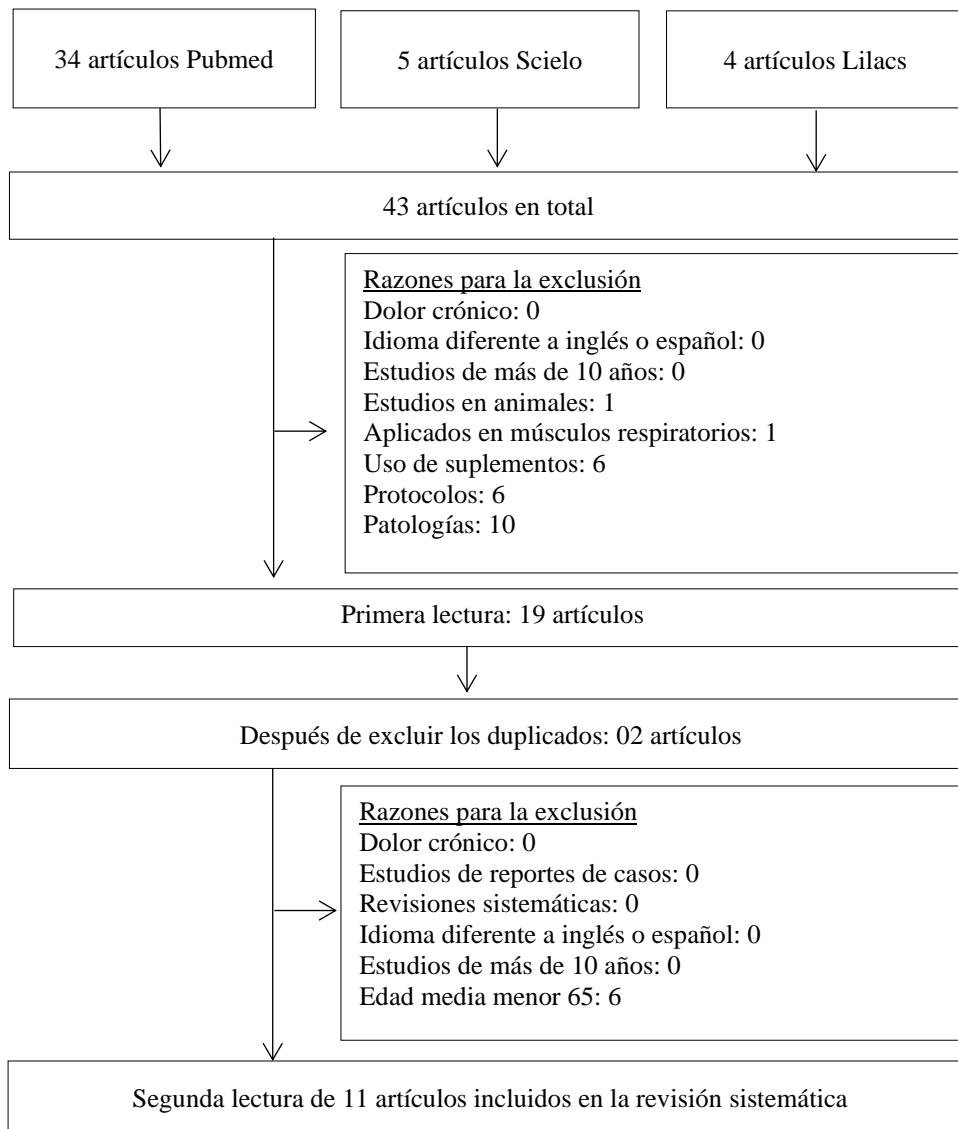 34 artículos Pubmed
5 artículos Scielo
4 artículos Lilacs
43 artículos en total
Razones para la exclusión
Dolor crónico: 0
Idioma diferente a inglés o español: 0
Estudios de más de 10 años: 0
Estudios en animales: 1
Aplicados en músculos respiratorios: 1
Uso de suplementos: 6
Protocolos: 6
Patologías: 10
Primera lectura: 19 artículos
Después de excluir los duplicados: 02 artículos
Razones para la exclusión
Dolor crónico: 0
Estudios de reportes de casos: 0
Revisiones sistemáticas: 0
Idioma diferente a inglés o español: 0
Estudios de más de 10 años: 0
Edad media menor 65: 6
Segunda lectura de 11 artículos incluidos en la revisión sistemática